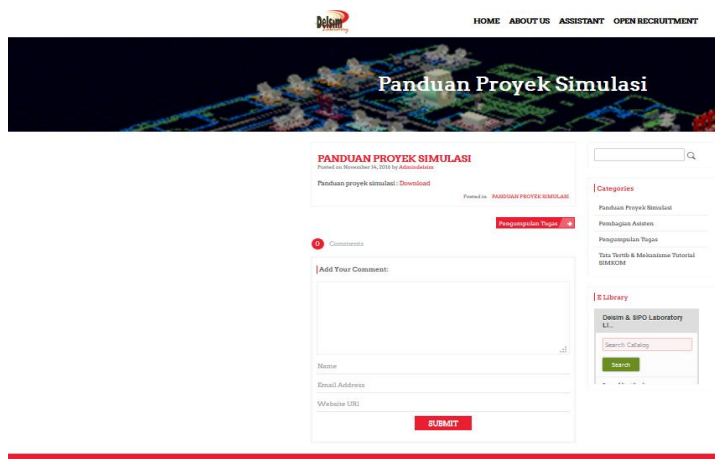 Delsim
Laboratory
HOME ABOUT US ASSISTANT OPEN RECRUITMENT
Panduan Proyek Simulasi
PANDUAN PROYEK SIMULASI
Posted on November 14, 2016 by Admindelsim
Panduan proyek simulasi : Download
Posted in PANDUAN PROYEK SIMULASI
Pengumpulan Tugas
0 Comments
Add Your Comment:
Name
Email Address
Website URL
SUBMIT
Categories
Panduan Proyek Simulasi
Pembagian Asisten
Pengumpulan Tugas
Tata Tertib & Mekanisme Tutorial
SIMKOM
E Library
Delsim & SIPO Laboratory
LI...
Search Catalog
Search